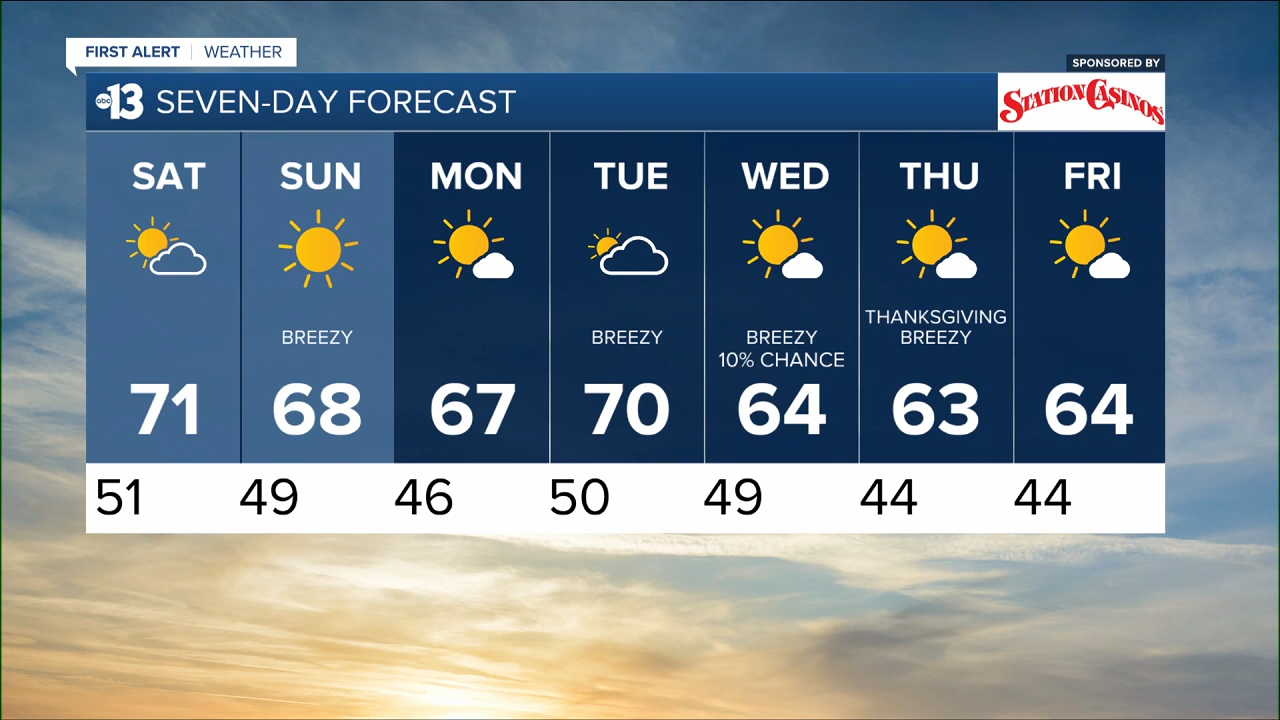 FIRST ALERT | WEATHER
SPONSORED BY
abc 13 SEVEN-DAY FORECAST
STATION CASINOS
SAT SUN MON TUE WED THU FRI
THANKSGIVING
BREEZY BREEZY BREEZY BREEZY
10% CHANCE
71 68 67 70 64 63 64
51 49 46 50 49 44 44